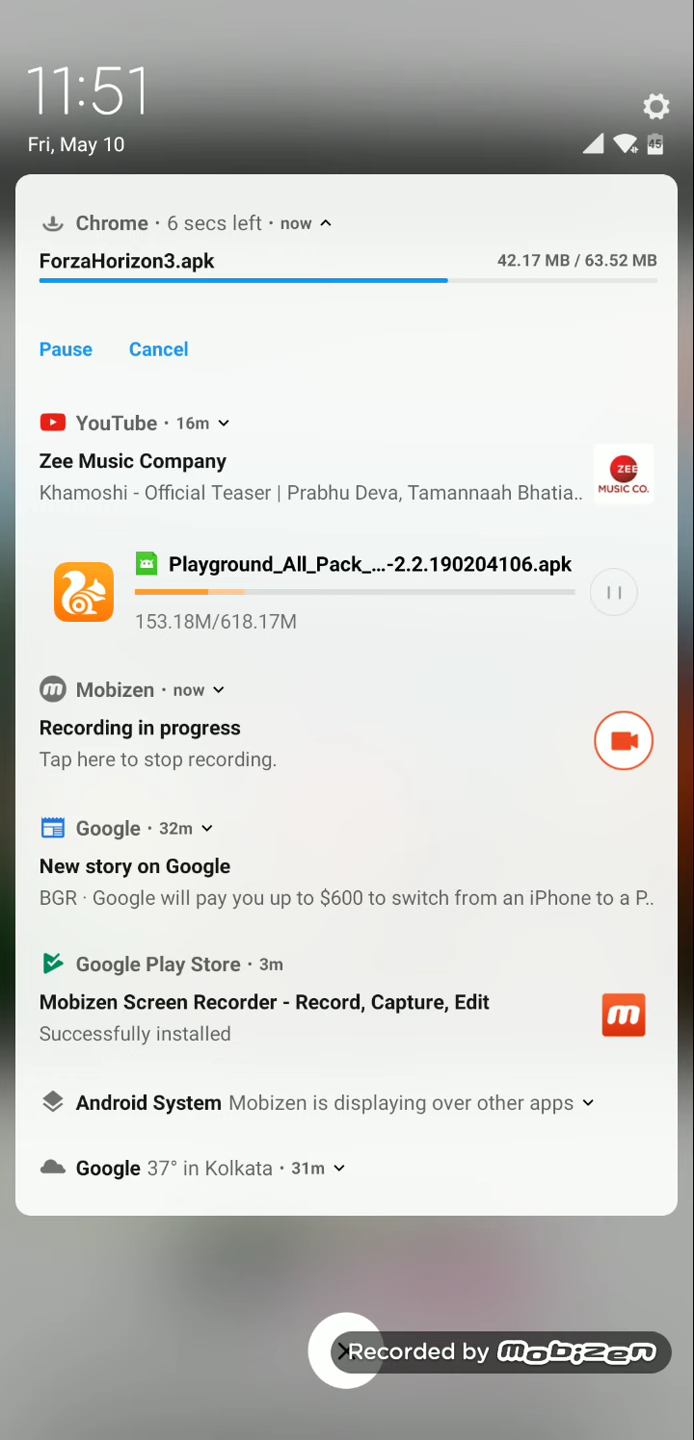 11:51
Fri, May 10
45
Chrome · 6 secs left · now
ForzaHorizon3.apk 42.17 MB / 63.52 MB
Pause Cancel
YouTube · 16m
Zee Music Company
Khamoshi - Official Teaser | Prabhu Deva, Tamannaah Bhatia..
ZEE
MUSIC CO.
Playground_All_Pack_...-2.2.190204106.apk
153.18M/618.17M
Mobizen · now
Recording in progress
Tap here to stop recording.
Google · 32m
New story on Google
BGR · Google will pay you up to $600 to switch from an iPhone to a P..
Google Play Store · 3m
Mobizen Screen Recorder - Record, Capture, Edit
Successfully installed
Android System Mobizen is displaying over other apps
Google 37° in Kolkata · 31m
Recorded by mobizen